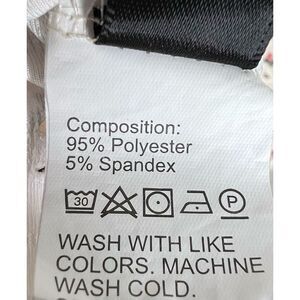 Composition:
95% Polyester
5% Spandex
30
P
WASH WITH LIKE
COLORS. MACHINE
WASH COLD.